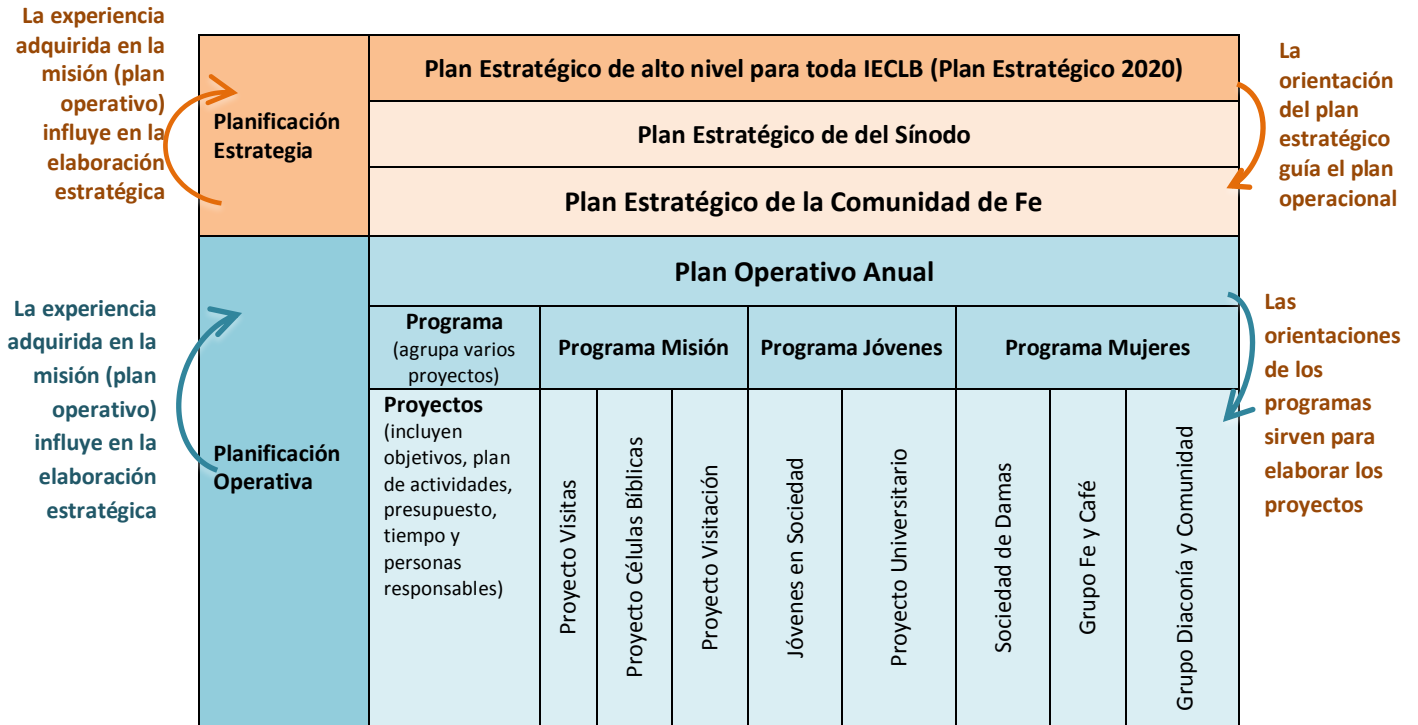 La experiencia
adquirida en la
misión (plan
operativo)
influye en la
elaboración
estratégica
Planificación
Estrategia
Plan Estratégico de alto nivel para toda IECLB (Plan Estratégico 2020)
Plan Estratégico de del Sínodo
Plan Estratégico de la Comunidad de Fe
La
orientación
del plan
estratégico
guía el plan
operacional
La experiencia
adquirida en la
misión (plan
operativo)
influye en la
elaboración
estratégica
Planificación
Operativa
Plan Operativo Anual
Programa
(agrupa varios
proyectos)
Programa Misión
Programa Jóvenes
Programa Mujeres
Proyectos
(incluyen
objetivos, plan
de actividades,
presupuesto,
tiempo y
personas
responsables)
Proyecto Visitas
Proyecto Células Bíblicas
Proyecto Visitación
Jóvenes en Sociedad
Proyecto Universitario
Sociedad de Damas
Grupo Fe y Café
Grupo Diaconía y Comunidad
Las
orientaciones
de los
programas
sirven para
elaborar los
proyectos